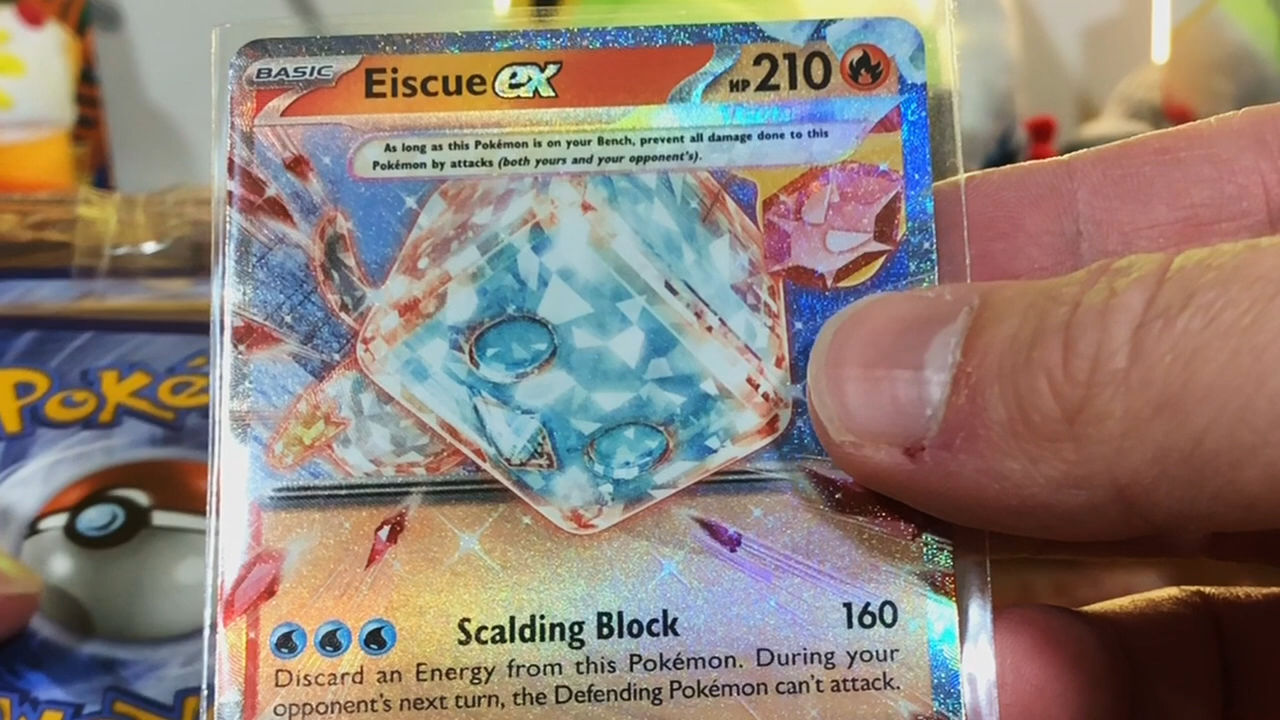 BASIC Eiscue ex HP 210
As long as this Pokémon is on your Bench, prevent all damage done to this
Pokémon by attacks (both yours and your opponent's).
Poké
Scalding Block 160
Discard an Energy from this Pokémon. During your
opponent's next turn, the Defending Pokémon can't attack.